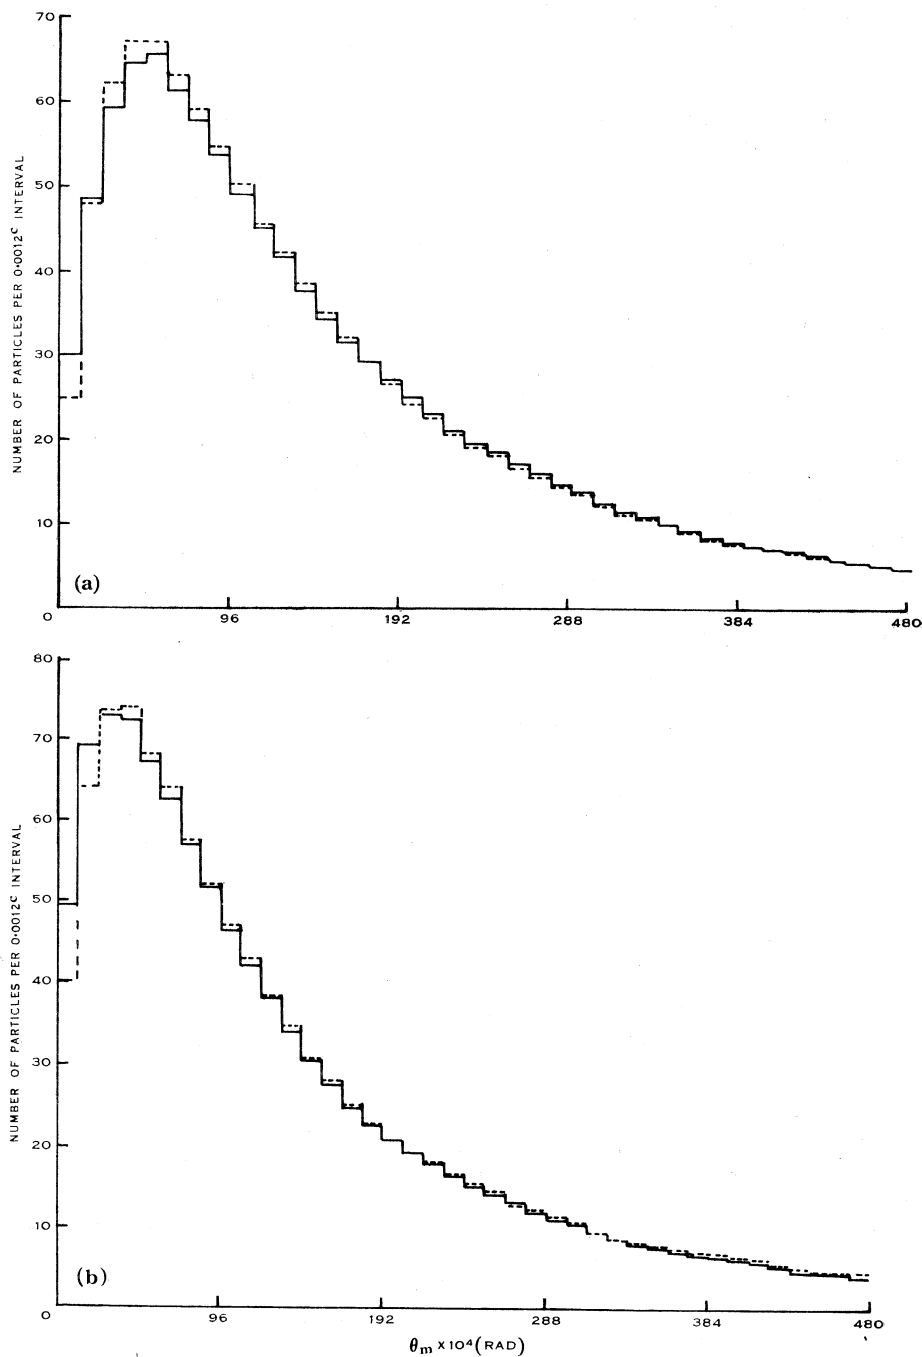 70
60
50
40
30
20
10
0
NUMBER OF PARTICLES PER 0·0012ᶜ INTERVAL
(a)
96 192 288 384 480
80
70
60
50
40
30
20
10
0
NUMBER OF PARTICLES PER 0·0012ᶜ INTERVAL
(b)
96 192 288 384 480
θₘ ×10⁴(RAD)